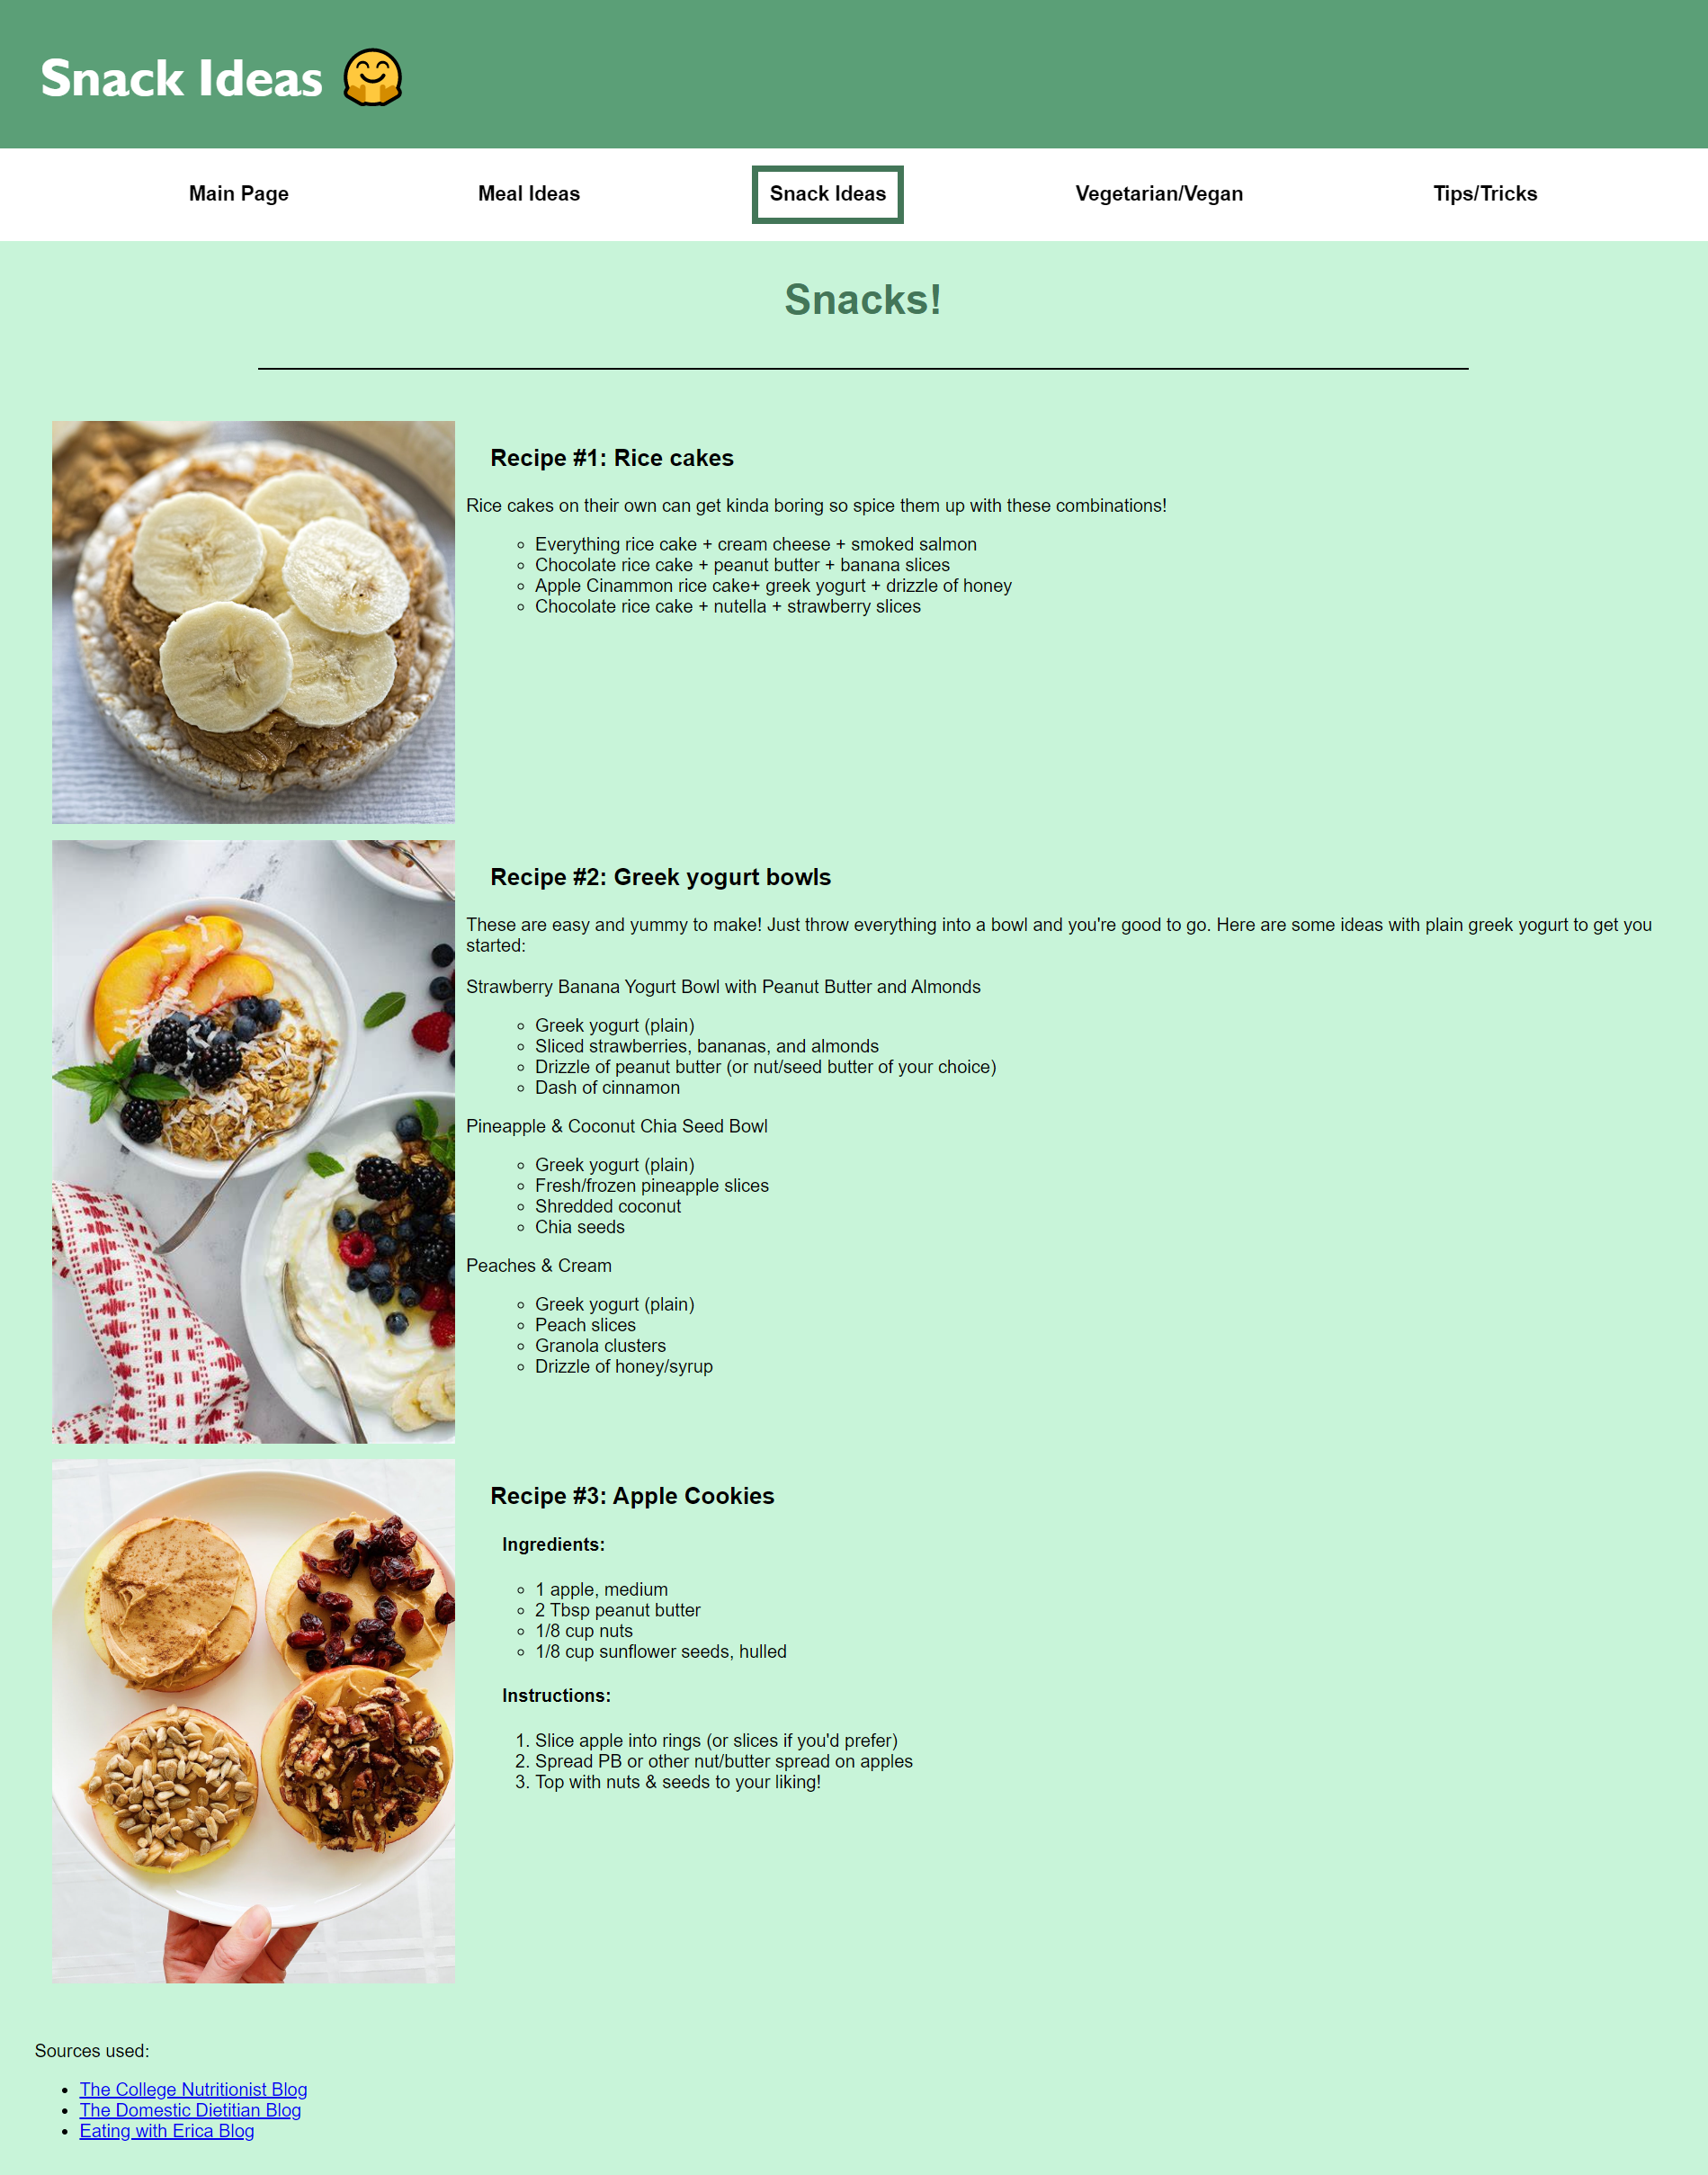 Snack Ideas 🤗
Main Page
Meal Ideas
Snack Ideas
Vegetarian/Vegan
Tips/Tricks
Snacks!
Recipe #1: Rice cakes
Rice cakes on their own can get kinda boring so spice them up with these combinations!
Everything rice cake + cream cheese + smoked salmon
Chocolate rice cake + peanut butter + banana slices
Apple Cinammon rice cake+ greek yogurt + drizzle of honey
Chocolate rice cake + nutella + strawberry slices
Recipe #2: Greek yogurt bowls
These are easy and yummy to make! Just throw everything into a bowl and you're good to go. Here are some ideas with plain greek yogurt to get you
started:
Strawberry Banana Yogurt Bowl with Peanut Butter and Almonds
Greek yogurt (plain)
Sliced strawberries, bananas, and almonds
Drizzle of peanut butter (or nut/seed butter of your choice)
Dash of cinnamon
Pineapple & Coconut Chia Seed Bowl
Greek yogurt (plain)
Fresh/frozen pineapple slices
Shredded coconut
Chia seeds
Peaches & Cream
Greek yogurt (plain)
Peach slices
Granola clusters
Drizzle of honey/syrup
Recipe #3: Apple Cookies
Ingredients:
1 apple, medium
2 Tbsp peanut butter
1/8 cup nuts
1/8 cup sunflower seeds, hulled
Instructions:
1. Slice apple into rings (or slices if you'd prefer)
2. Spread PB or other nut/butter spread on apples
3. Top with nuts & seeds to your liking!
Sources used:
The College Nutritionist Blog
The Domestic Dietitian Blog
Eating with Erica Blog